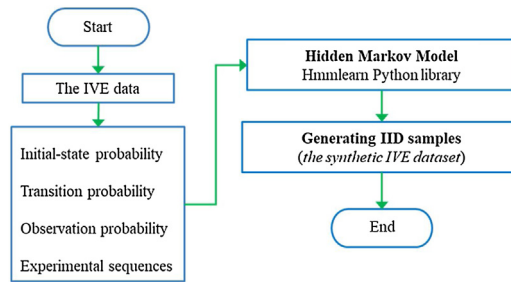 Start
The IVE data
Initial-state probability
Transition probability
Observation probability
Experimental sequences
Hidden Markov Model
Hmmlearn Python library
Generating IID samples
(the synthetic IVE dataset)
End